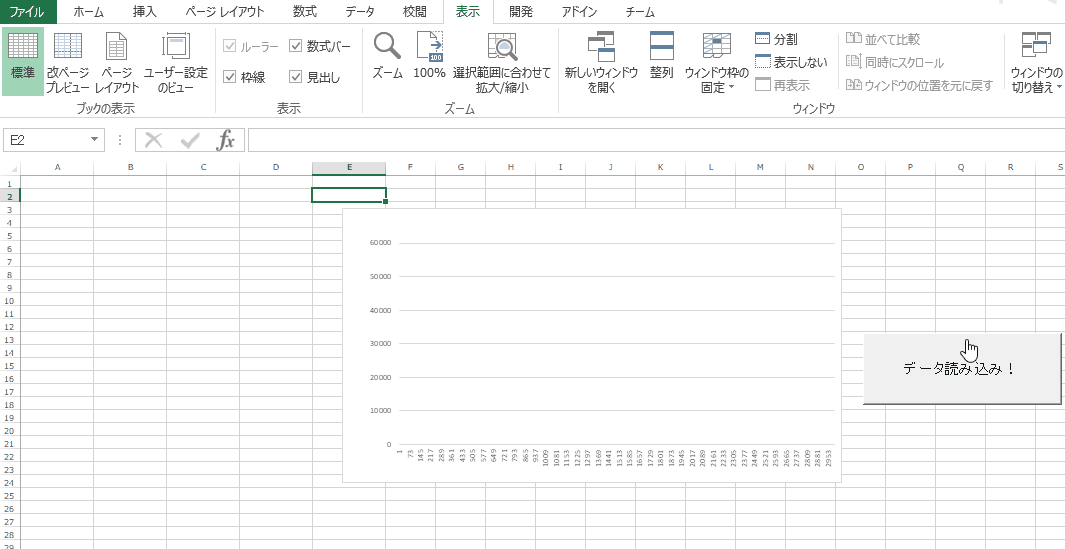 ファイル ホーム 挿入 ページ レイアウト 数式 データ 校閲 表示 開発 アドイン チーム
標準 改ページ プレビュー ページ レイアウト ユーザー設定 のビュー
ブックの表示
ルーラー 数式バー
枠線 見出し
表示
ズーム 100% 選択範囲に合わせて 拡大/縮小
ズーム
新しいウィンドウ を開く 整列 ウィンドウ枠の 固定
分割
表示しない
再表示
並べて比較
同時にスクロール
ウィンドウの位置を元に戻す
ウィンドウの 切り替え
ウィンドウ
E2 fx
A B C D E F G H I J K L M N O P Q R S
1
2
3
4
5
6
7
8
9
10
11
12
13
14
15
16
17
18
19
20
21
22
23
24
25
26
27
28
29
60000
50000
40000
30000
20000
10000
0
1 73 145 217 289 361 433 505 577 649 721 793 865 937 1009 1081 1153 1225 1297 1369 1441 1513 1585 1657 1729 1801 1873 1945 2017 2089 2161 2233 2305 2377 2449 2521 2593 2665 2737 2809 2881 2953
データ読み込み！